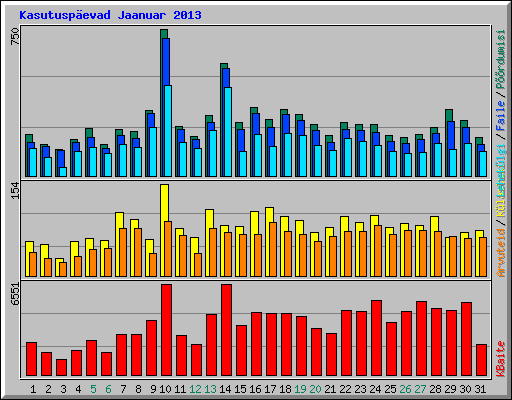 Kasutuspäevad Jaanuar 2013
750
Arvuteid / Külienekülgi / Faile / Pöördumisi
154
6551
KBaite
1 2 3 4 5 6 7 8 9 10 11 12 13 14 15 16 17 18 19 20 21 22 23 24 25 26 27 28 29 30 31